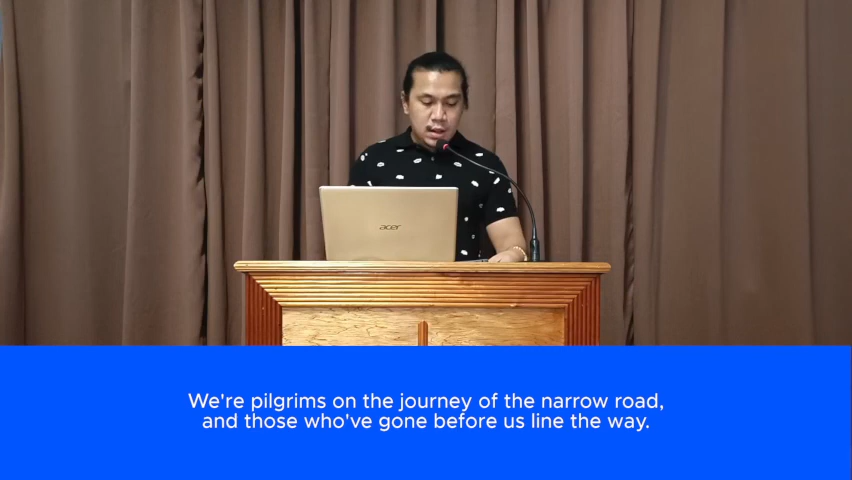 acer
We're pilgrims on the journey of the narrow road,
and those who've gone before us line the way.